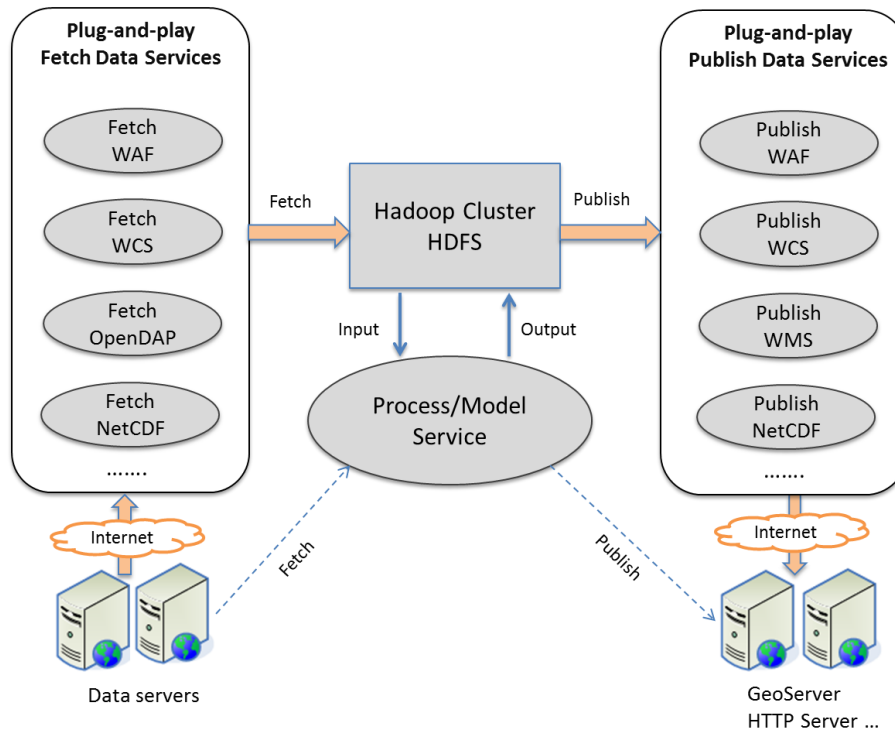 Plug-and-play
Fetch Data Services
Fetch
WAF
Fetch
WCS
Fetch
OpenDAP
Fetch
NetCDF
.......
Internet
Data servers
Fetch
Hadoop Cluster
HDFS
Publish
Input
Output
Process/Model
Service
Fetch
Publish
Plug-and-play
Publish Data Services
Publish
WAF
Publish
WCS
Publish
WMS
Publish
NetCDF
.......
Internet
GeoServer
HTTP Server ...